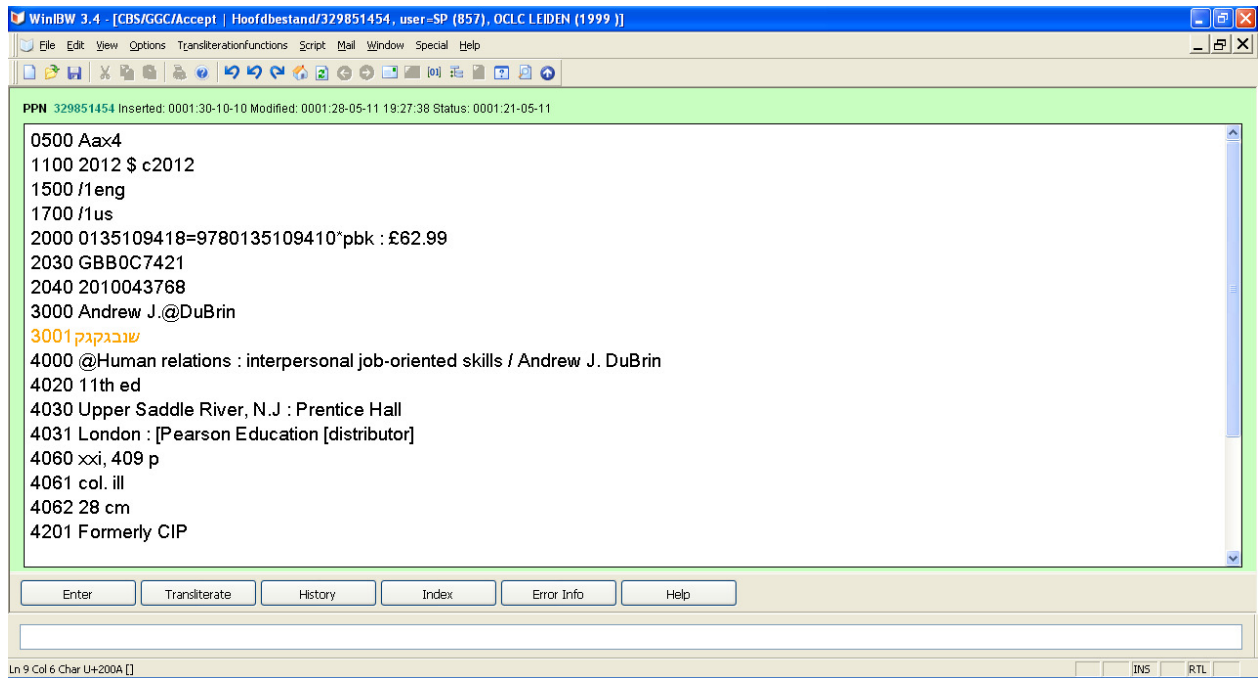 WinIBW 3.4 - [CBS/GGC/Accept | Hoofdbestand/329851454, user=SP (857), OCLC LEIDEN (1999 )]
File Edit View Options Transliterationfunctions Script Mail Window Special Help
PPN 329851454 Inserted: 0001:30-10-10 Modified: 0001:28-05-11 19:27:38 Status: 0001:21-05-11
0500 Aax4
1100 2012 $ c2012
1500 /1eng
1700 /1us
2000 0135109418=9780135109410*pbk : £62.99
2030 GBB0C7421
2040 2010043768
3000 Andrew J.@DuBrin
3001 שנבגקגק
4000 @Human relations : interpersonal job-oriented skills / Andrew J. DuBrin
4020 11th ed
4030 Upper Saddle River, N.J : Prentice Hall
4031 London : [Pearson Education [distributor]
4060 xxi, 409 p
4061 col. ill
4062 28 cm
4201 Formerly CIP
Enter Transliterate History Index Error Info Help
Ln 9 Col 6 Char U+200A [] INS RTL